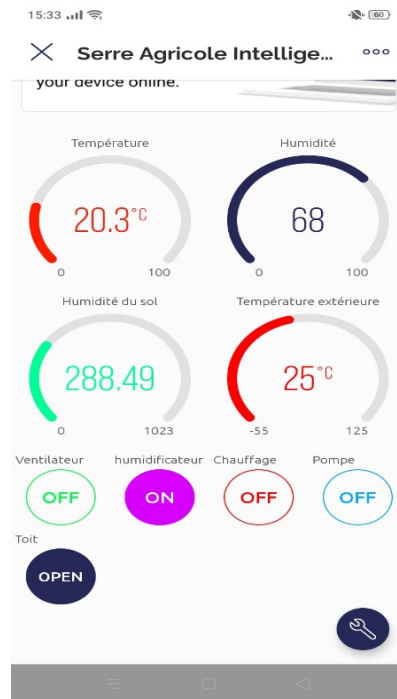 15:33
60
Serre Agricole Intellige...
your device online.
Température
Humidité
20.3°C
68
0 100
0 100
Humidité du sol
Température extérieure
288.49
25°C
0 1023
-55 125
Ventilateur humidificateur Chauffage Pompe
OFF ON OFF OFF
Toit
OPEN